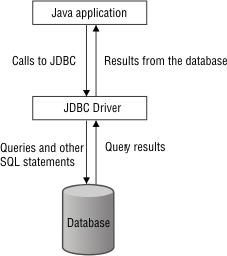 Java application
Calls to JDBC
Results from the database
JDBC Driver
Queries and other
SQL statements
Query results
Database